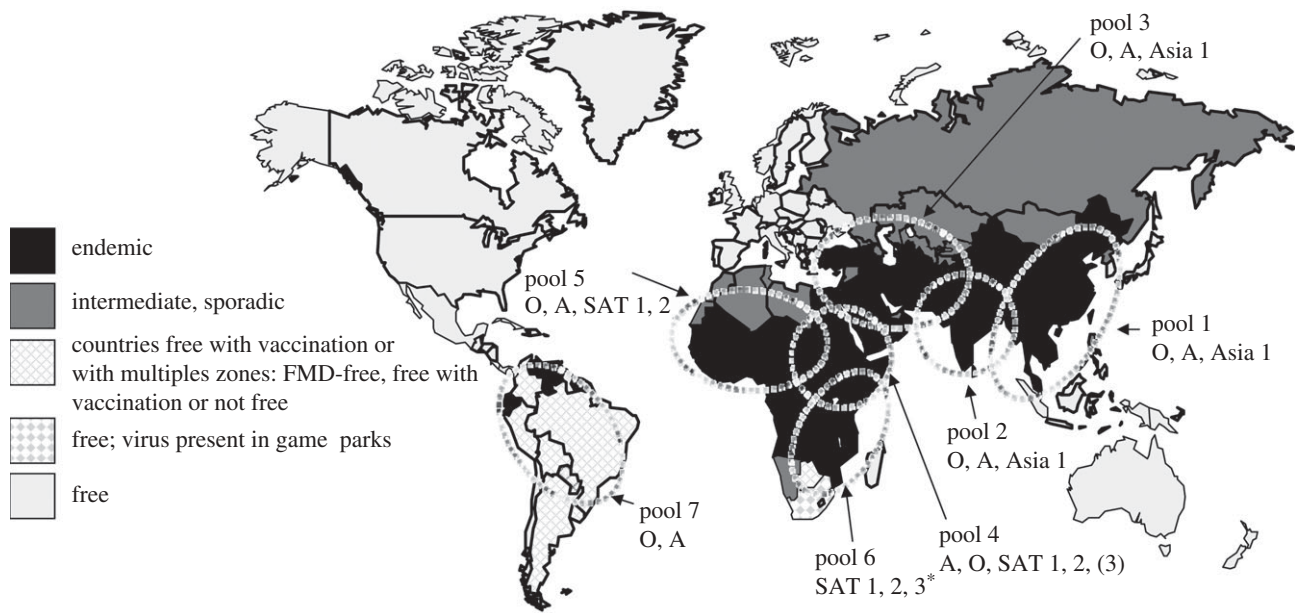 pool 3
O, A, Asia 1
endemic
intermediate, sporadic
countries free with vaccination or
with multiples zones: FMD-free, free with
vaccination or not free
free; virus present in game parks
free
pool 5
O, A, SAT 1, 2
pool 1
O, A, Asia 1
pool 2
O, A, Asia 1
pool 7
O, A
pool 6
SAT 1, 2, 3*
pool 4
A, O, SAT 1, 2, (3)